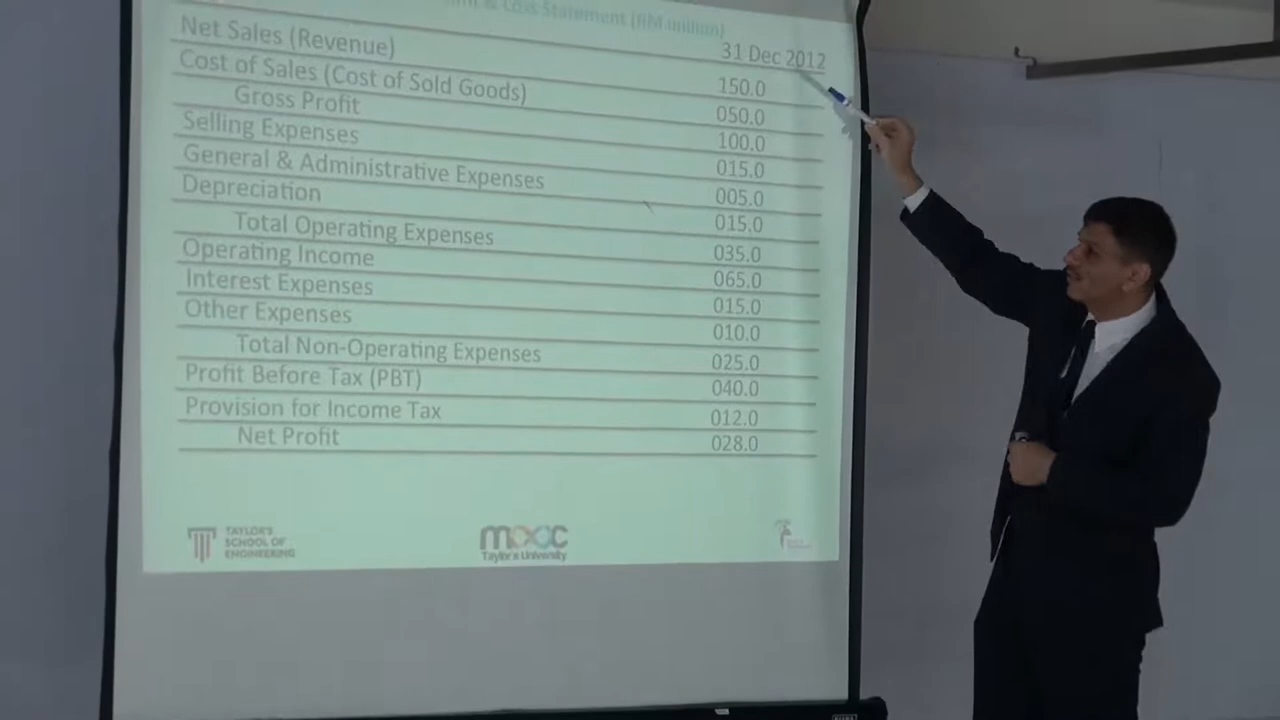 & Loss Statement (RM million)
31 Dec 2012
Net Sales (Revenue) 150.0
Cost of Sales (Cost of Sold Goods) 050.0
Gross Profit 100.0
Selling Expenses 015.0
General & Administrative Expenses 005.0
Depreciation 015.0
Total Operating Expenses 035.0
Operating Income 065.0
Interest Expenses 015.0
Other Expenses 010.0
Total Non-Operating Expenses 025.0
Profit Before Tax (PBT) 040.0
Provision for Income Tax 012.0
Net Profit 028.0
TAYLOR'S
SCHOOL OF
ENGINEERING
mooc
Taylor's University